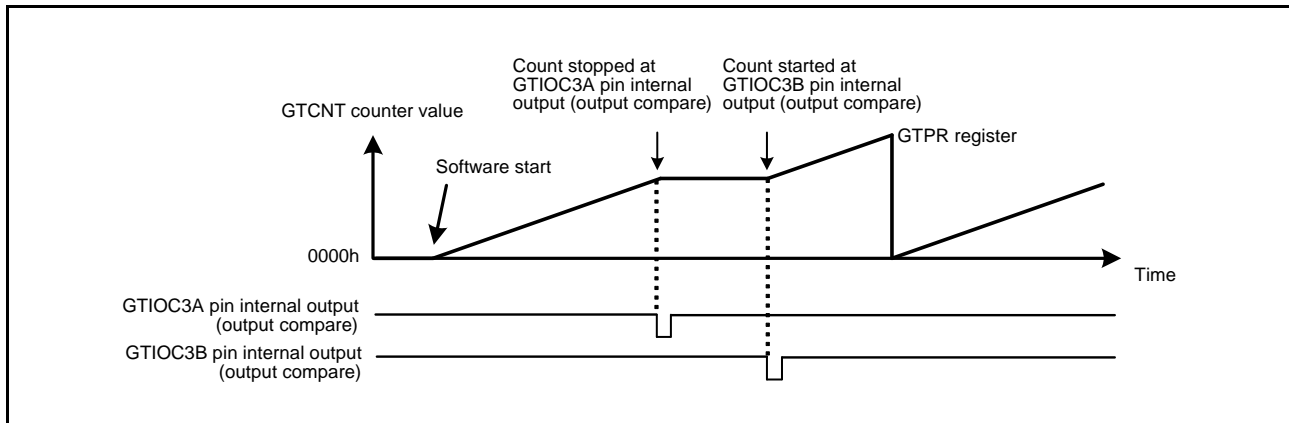 Count stopped at
GTIOC3A pin internal
output (output compare)
Count started at
GTIOC3B pin internal
output (output compare)
GTCNT counter value
GTPR register
Software start
0000h
Time
GTIOC3A pin internal output
(output compare)
GTIOC3B pin internal output
(output compare)